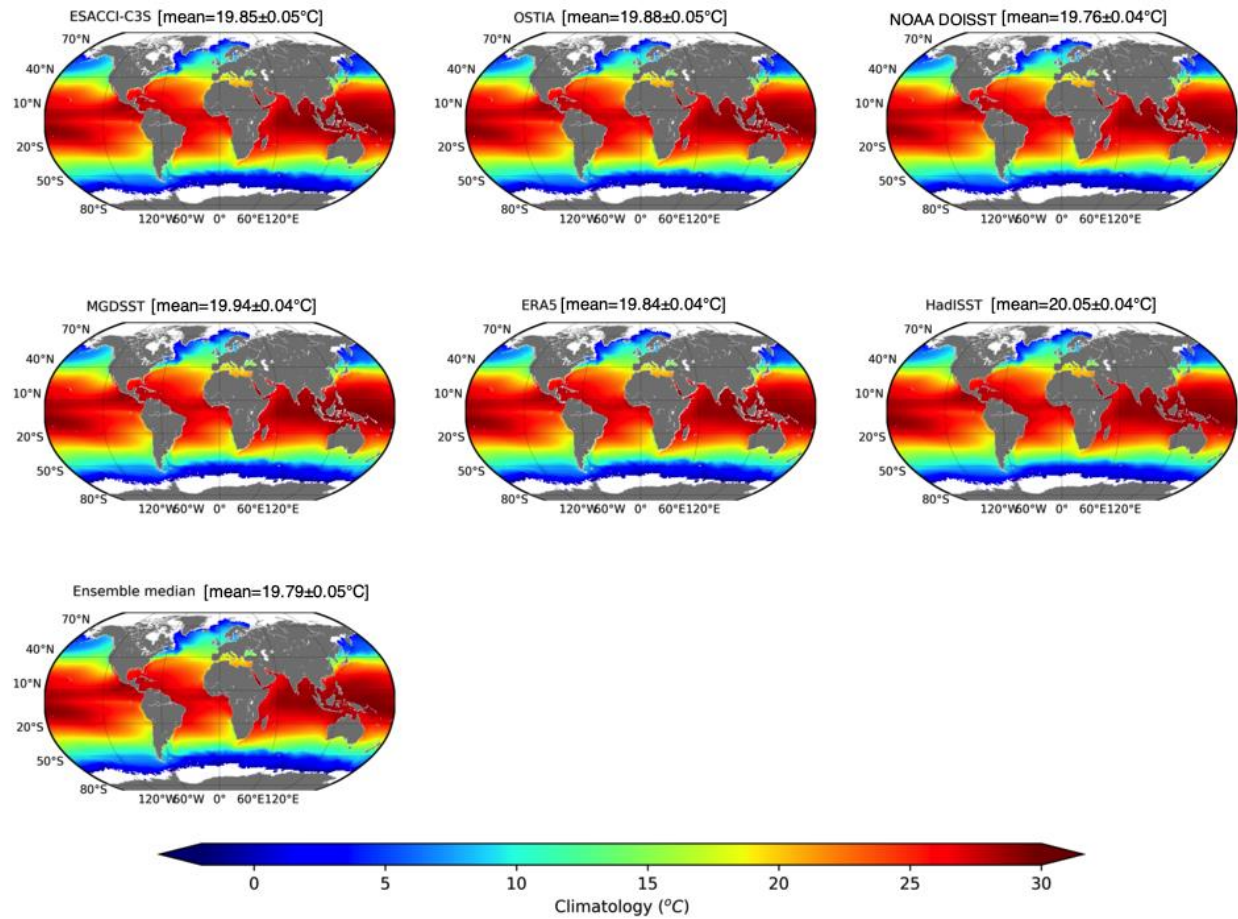 ESACCI-C3S [mean=19.85±0.05°C]
OSTIA [mean=19.88±0.05°C]
NOAA DOISST [mean=19.76±0.04°C]
70°N
40°N
10°N
20°S
50°S
80°S
120°W60°W 0° 60°E120°E
70°N
40°N
10°N
20°S
50°S
80°S
120°W60°W 0° 60°E120°E
70°N
40°N
10°N
20°S
50°S
80°S
120°W60°W 0° 60°E120°E
MGDSST [mean=19.94±0.04°C]
ERA5 [mean=19.84±0.04°C]
HadISST [mean=20.05±0.04°C]
70°N
40°N
10°N
20°S
50°S
80°S
120°W60°W 0° 60°E120°E
70°N
40°N
10°N
20°S
50°S
80°S
120°W60°W 0° 60°E120°E
70°N
40°N
10°N
20°S
50°S
80°S
120°W60°W 0° 60°E120°E
Ensemble median [mean=19.79±0.05°C]
70°N
40°N
10°N
20°S
50°S
80°S
120°W60°W 0° 60°E120°E
0 5 10 15 20 25 30
Climatology (°C)